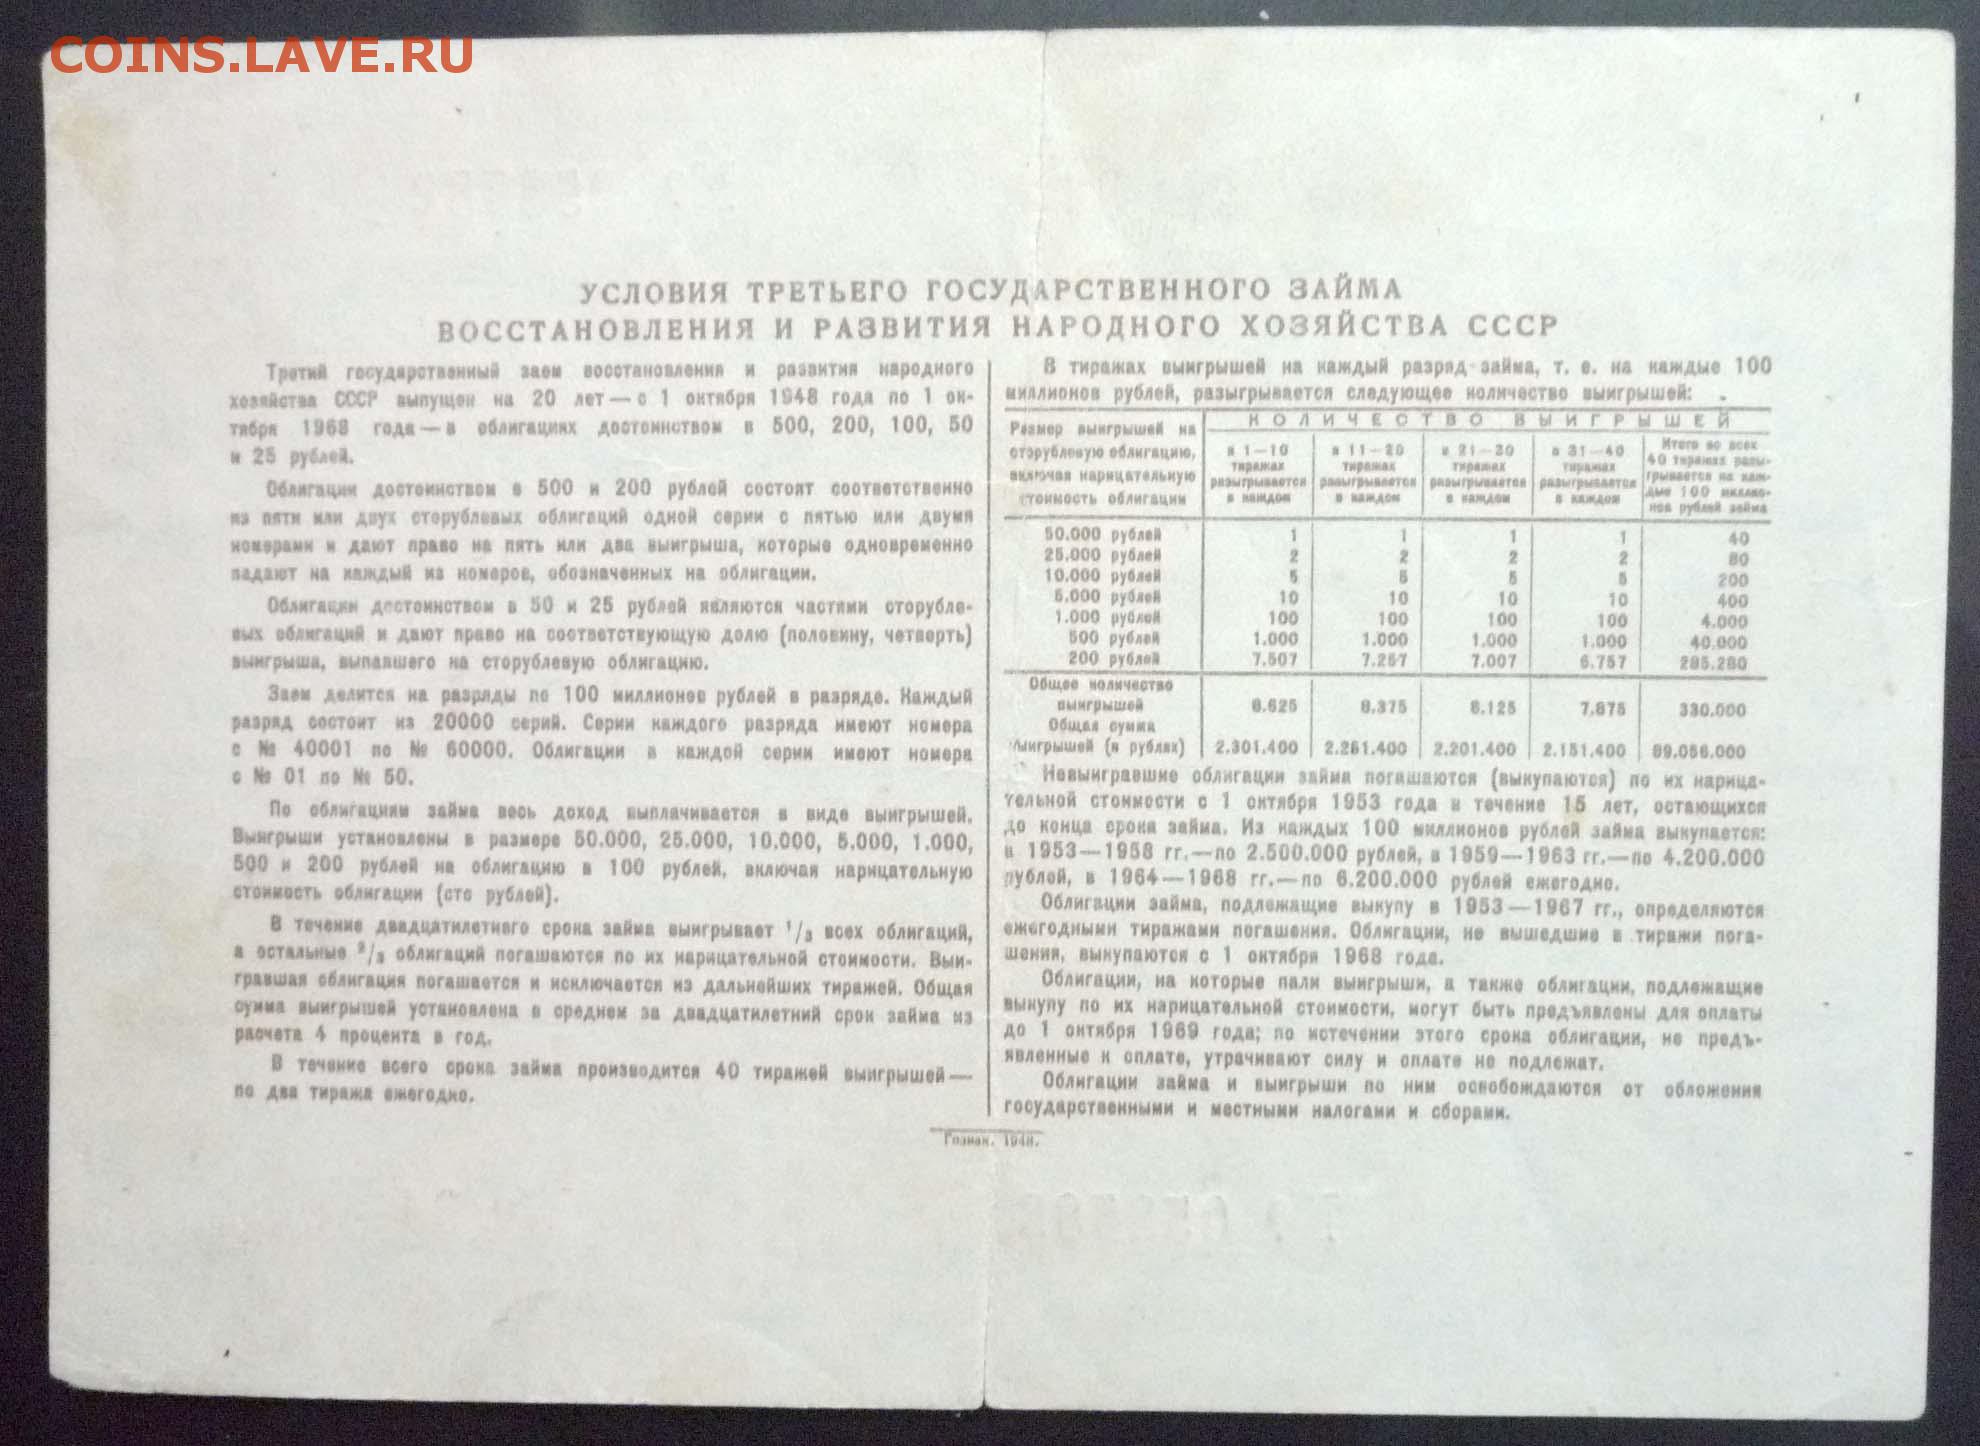 COINS.LAVE.RU
УСЛОВИЯ ТРЕТЬЕГО ГОСУДАРСТВЕННОГО ЗАЙМА
ВОССТАНОВЛЕНИЯ И РАЗВИТИЯ НАРОДНОГО ХОЗЯЙСТВА СССР
Третий государственный заем восстановления и развития народного
хозяйства СССР выпущен на 20 лет — с 1 октября 1948 года по 1 ок-
тября 1968 года — в облигациях достоинством в 500, 200, 100, 50
и 25 рублей.
Облигации достоинством в 500 и 200 рублей состоят соответственно
из пяти или двух сторублевых облигаций одной серии с пятью или двумя
номерами и дают право на пять или два выигрыша, которые одновременно
падают на каждый из номеров, обозначенных на облигации.
Облигации достоинством в 50 и 25 рублей являются частями сторубле-
вых облигаций и дают право на соответствующую долю (половину, четверть)
выигрыша, выпавшего на сторублевую облигацию.
Заем делится на разряды по 100 миллионов рублей в разряде. Каждый
разряд состоит из 20000 серий. Серии каждого разряда имеют номера
с № 40001 по № 60000. Облигации в каждой серии имеют номера
с № 01 по № 50.
По облигациям займа весь доход выплачивается в виде выигрышей.
Выигрыши установлены в размере 50.000, 25.000, 10.000, 5.000, 1.000,
500 и 200 рублей на облигацию в 100 рублей, включая нарицательную
стоимость облигации (сто рублей).
В течение двадцатилетнего срока займа выигрывает 1/3 всех облигаций,
а остальные 2/3 облигаций погашаются по их нарицательной стоимости. Выи-
гравшая облигация погашается и исключается из дальнейших тиражей. Общая
сумма выигрышей установлена в среднем за двадцатилетний срок займа из
расчета 4 процента в год.
В течение всего срока займа производится 40 тиражей выигрышей —
по два тиража ежегодно.
В тиражах выигрышей на каждый разряд займа, т. е. на каждые 100
миллионов рублей, разыгрывается следующее количество выигрышей:
Размер выигрышей на
сторублевую облигацию,
включая нарицательную
стоимость облигации
КОЛИЧЕСТВО ВЫИГРЫШЕЙ
в 1—10
тиражах
разыгрывается
в каждом
в 11—20
тиражах
разыгрывается
в каждом
в 21—30
тиражах
разыгрывается
в каждом
в 31—40
тиражах
разыгрывается
в каждом
Итого во всех
40 тиражах разы-
грывается на каж-
дые 100 миллио-
нов рублей займа
50.000 рублей 1 1 1 1 40
25.000 рублей 2 2 2 2 80
10.000 рублей 5 5 5 5 200
5.000 рублей 10 10 10 10 400
1.000 рублей 100 100 100 100 4.000
500 рублей 1.000 1.000 1.000 1.000 40.000
200 рублей 7.507 7.257 7.007 6.757 285.280
Общее количество
выигрышей 8.625 8.375 8.125 7.875 330.000
Общая сумма
выигрышей (в рублях) 2.301.400 2.251.400 2.201.400 2.151.400 89.056.000
Невыигравшие облигации займа погашаются (выкупаются) по их нарица-
тельной стоимости с 1 октября 1953 года в течение 15 лет, остающихся
до конца срока займа. Из каждых 100 миллионов рублей займа выкупается:
в 1953—1958 гг.—по 2.500.000 рублей, в 1959—1963 гг.—по 4.200.000
рублей, в 1964—1968 гг.—по 6.200.000 рублей ежегодно.
Облигации займа, подлежащие выкупу в 1953—1967 гг., определяются
ежегодными тиражами погашения. Облигации, не вышедшие в тиражи пога-
шения, выкупаются с 1 октября 1968 года.
Облигации, на которые пали выигрыши, а также облигации, подлежащие
выкупу по их нарицательной стоимости, могут быть предъявлены для оплаты
до 1 октября 1969 года; по истечении этого срока облигации, не предъ-
явленные к оплате, утрачивают силу и оплате не подлежат.
Облигации займа и выигрыши по ним освобождаются от обложения
государственными и местными налогами и сборами.
Гознак. 1948.